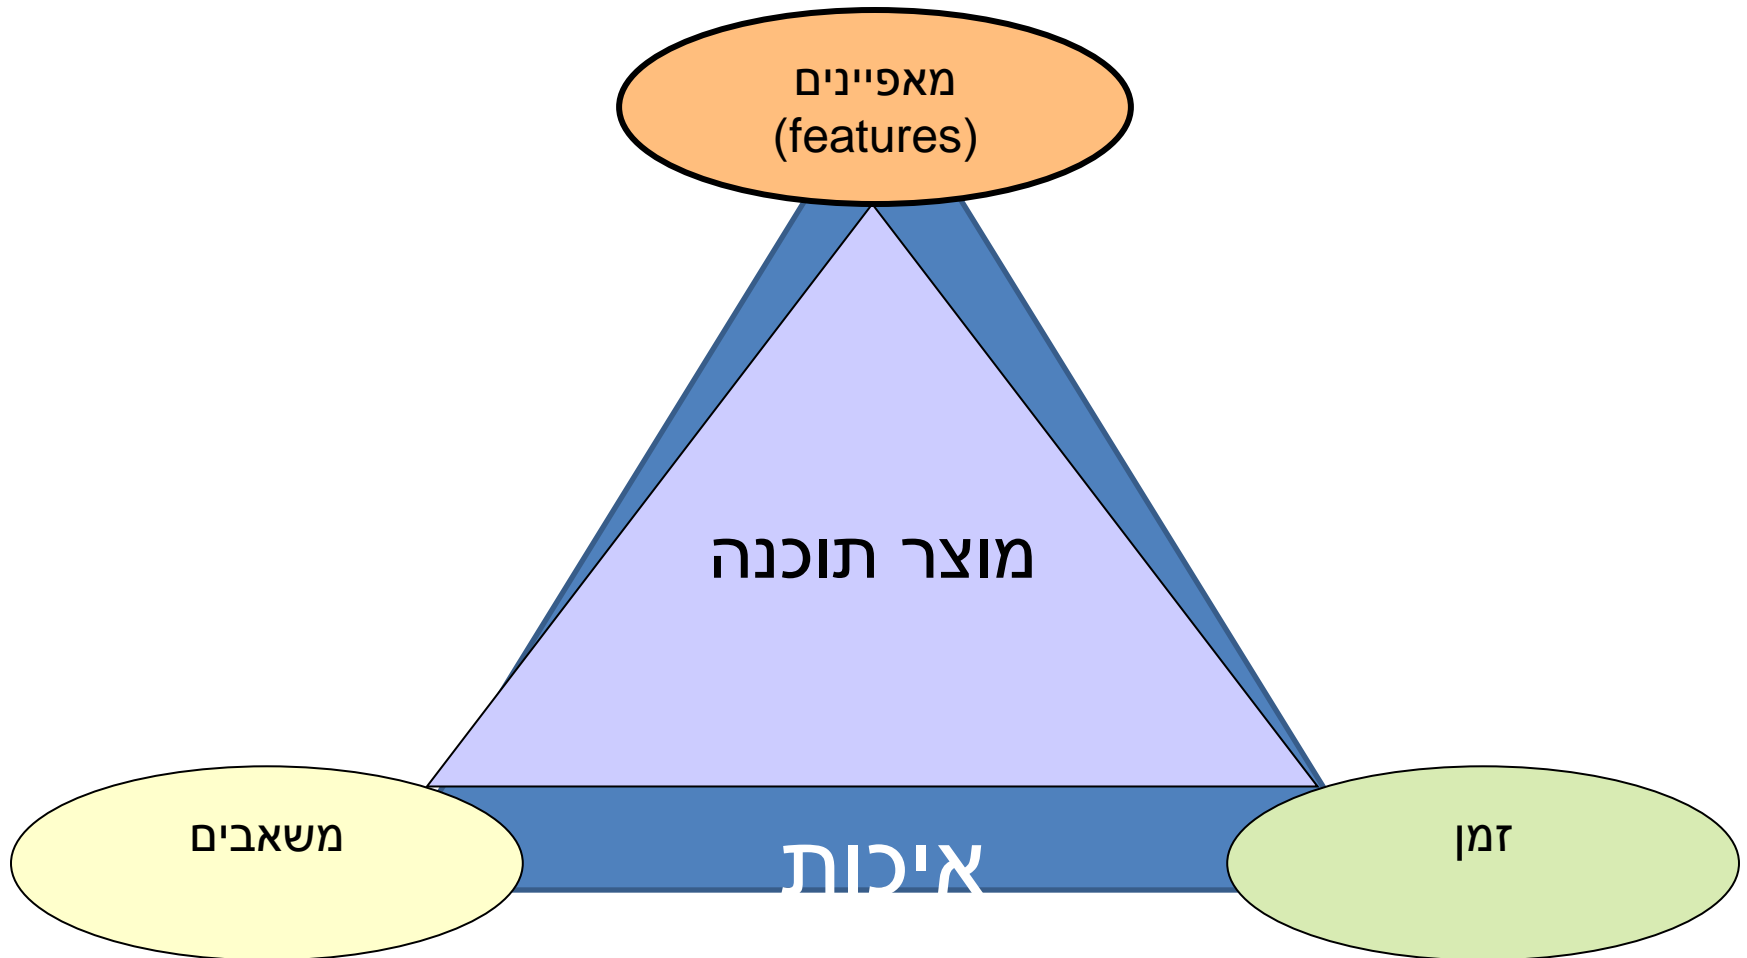 מאפיינים
(features)
מוצר תוכנה
משאבים
זמן
איכות